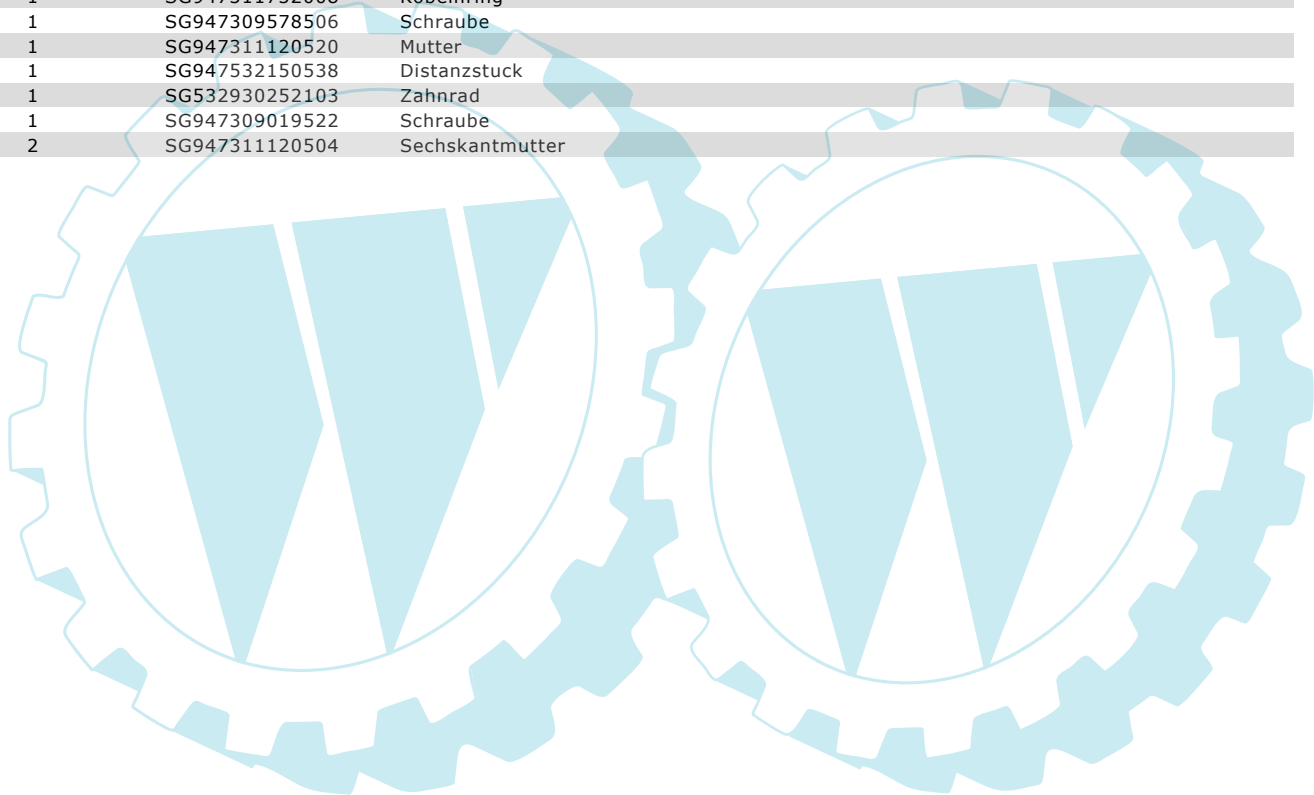 1 SG947309578506 Schraube
1 SG947311120520 Mutter
1 SG947532150538 Distanzstuck
1 SG532930252103 Zahnrad
1 SG947309019522 Schraube
2 SG947311120504 Sechskantmutter